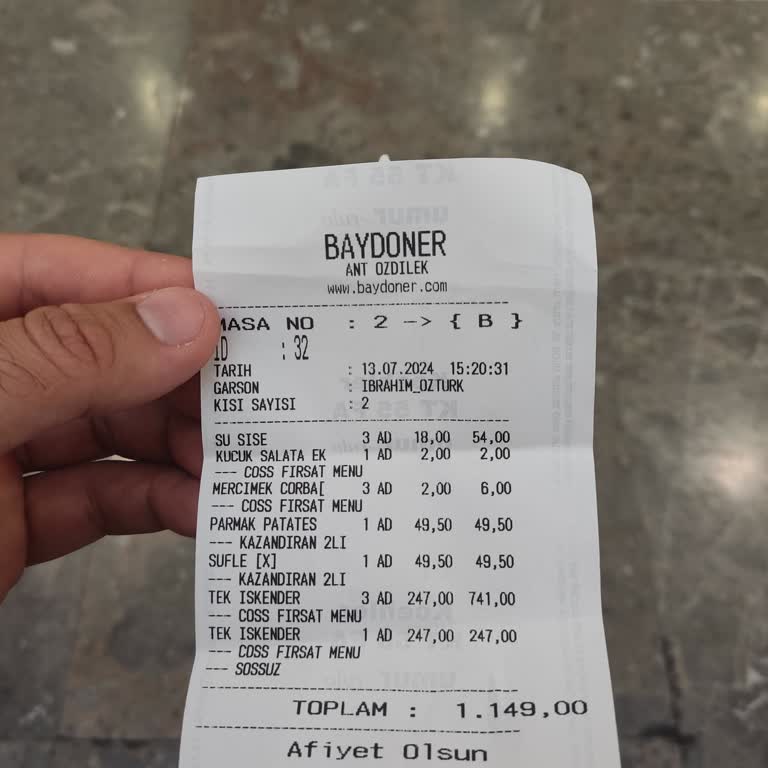 BAYDONER
ANT OZDILEK
www.baydoner.com
MASA NO : 2 -> { B }
ID : 32
TARIH : 13.07.2024 15:20:31
GARSON : IBRAHIM_OZTURK
KISI SAYISI : 2
SU SISE 3 AD 18,00 54,00
KUCUK SALATA EK 1 AD 2,00 2,00
--- COSS FIRSAT MENU
MERCIMEK CORBA[ 3 AD 2,00 6,00
--- COSS FIRSAT MENU
PARMAK PATATES 1 AD 49,50 49,50
--- KAZANDIRAN 2LI
SUFLE [X] 1 AD 49,50 49,50
--- KAZANDIRAN 2LI
TEK ISKENDER 3 AD 247,00 741,00
--- COSS FIRSAT MENU
TEK ISKENDER 1 AD 247,00 247,00
--- COSS FIRSAT MENU
--- SOSSUZ
TOPLAM : 1.149,00
Afiyet Olsun